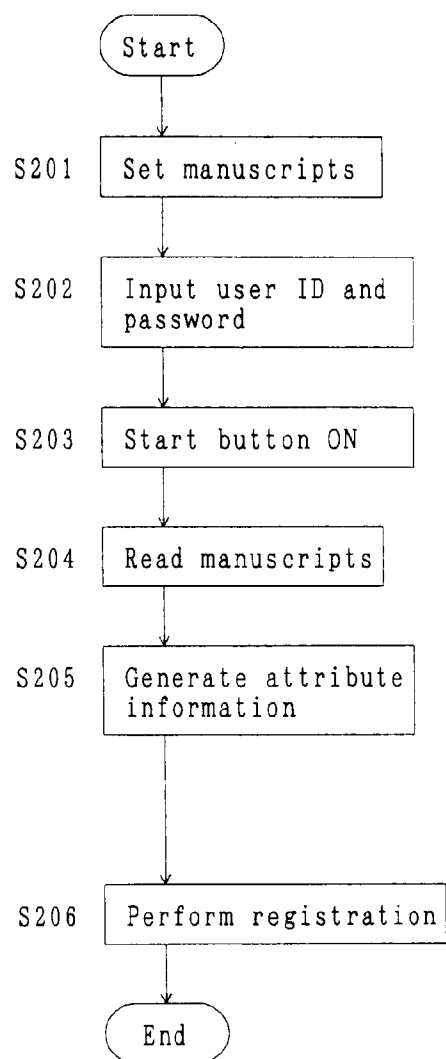 Start
S201 Set manuscripts
S202 Input user ID and
password
S203 Start button ON
S204 Read manuscripts
S205 Generate attribute
information
S206 Perform registration
End